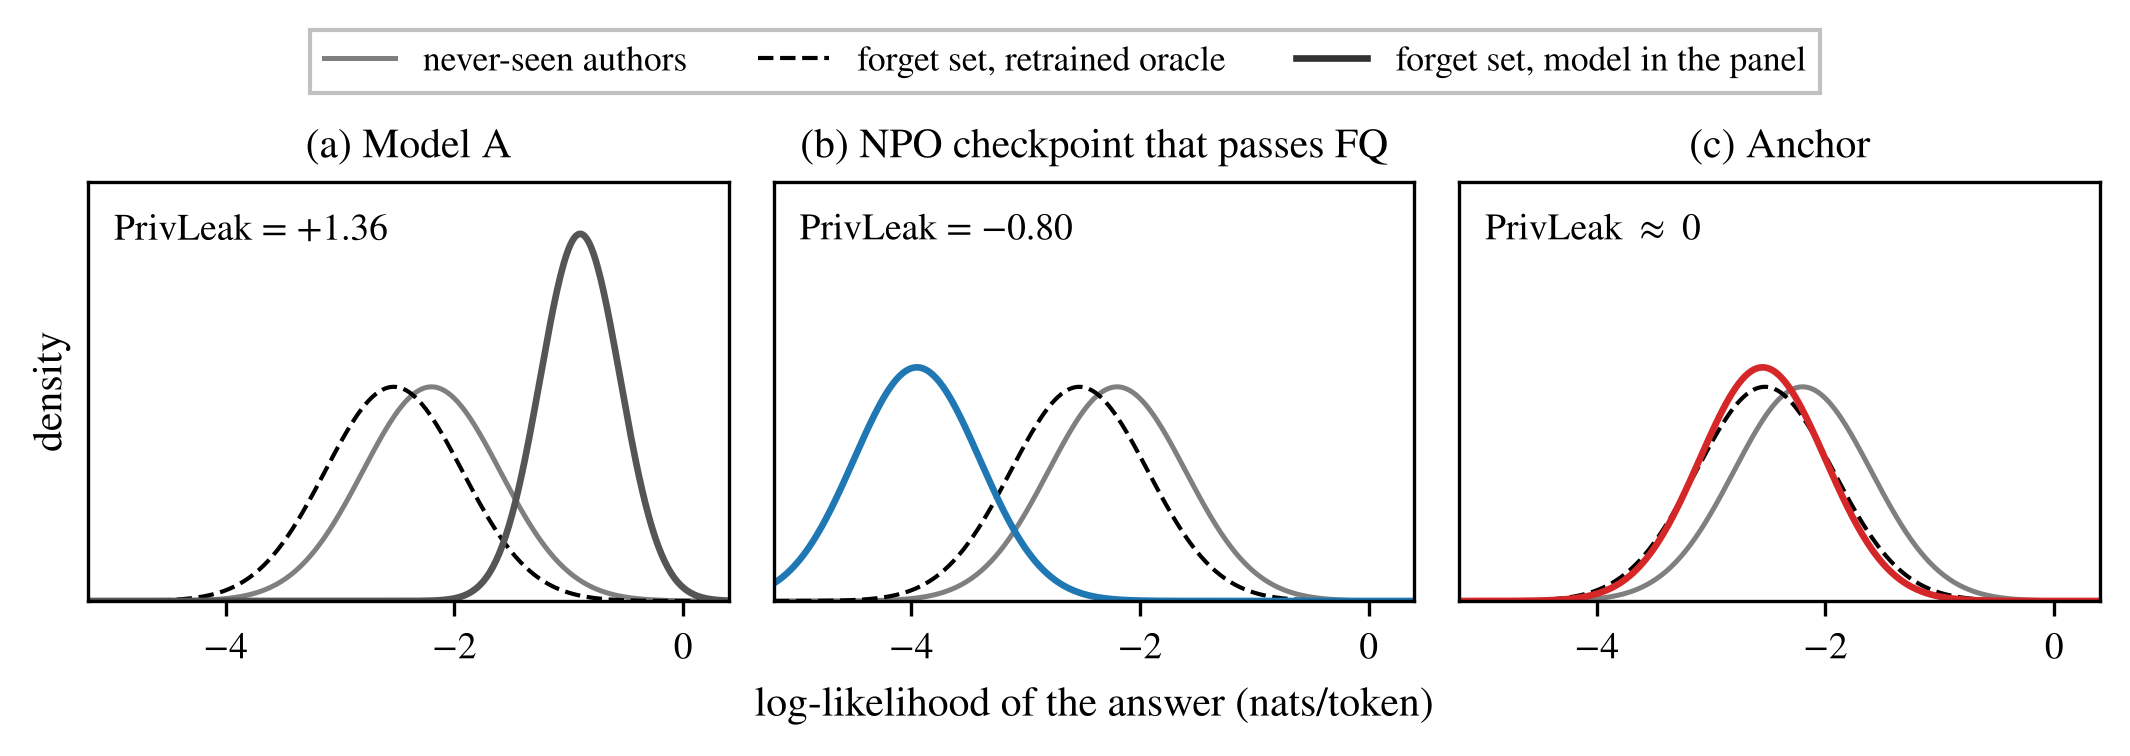 never-seen authors
forget set, retrained oracle
forget set, model in the panel
(a) Model A
(b) NPO checkpoint that passes FQ
(c) Anchor
PrivLeak = +1.36
PrivLeak = −0.80
PrivLeak ≈ 0
density
−4 −2 0
−4 −2 0
−4 −2 0
log-likelihood of the answer (nats/token)